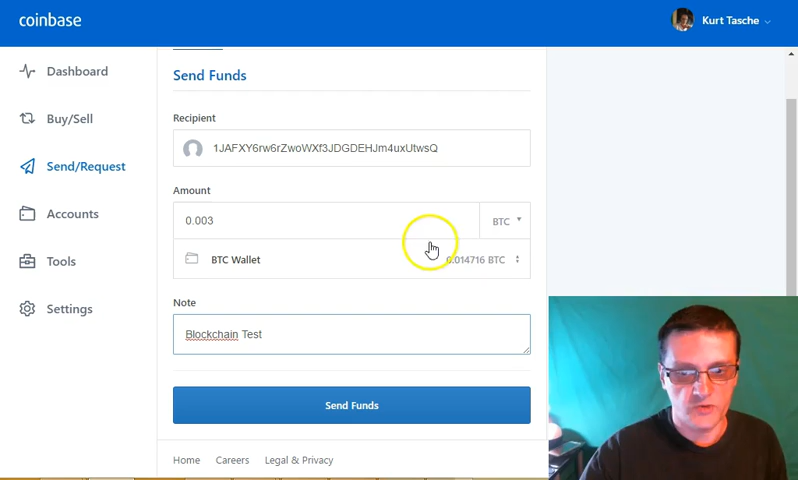 coinbase
Kurt Tasche
Dashboard
Buy/Sell
Send/Request
Accounts
Tools
Settings
Send Funds
Recipient
1JAFXY6rw6rZwoWXf3JDGDEHJm4uxUtwsQ
Amount
0.003
BTC
BTC Wallet
0.014716 BTC
Note
Blockchain Test
Send Funds
Home
Careers
Legal & Privacy